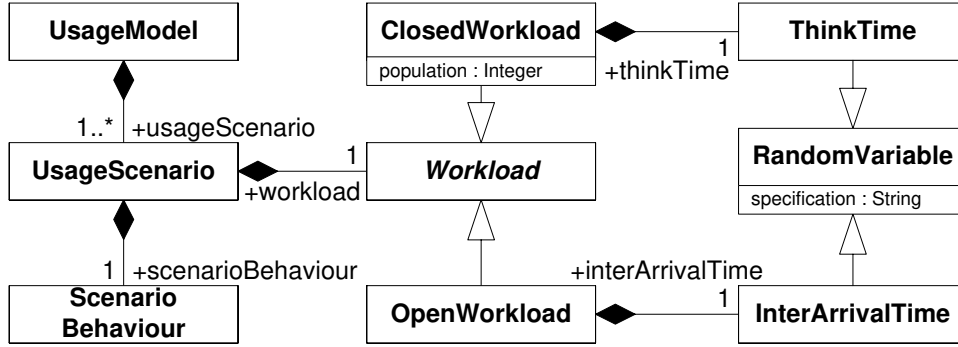 UsageModel
ClosedWorkload
population : Integer
1
+thinkTime
ThinkTime
1..* +usageScenario
UsageScenario
1
+workload
Workload
RandomVariable
specification : String
1 +scenarioBehaviour
Scenario
Behaviour
+interArrivalTime
1
OpenWorkload
InterArrivalTime